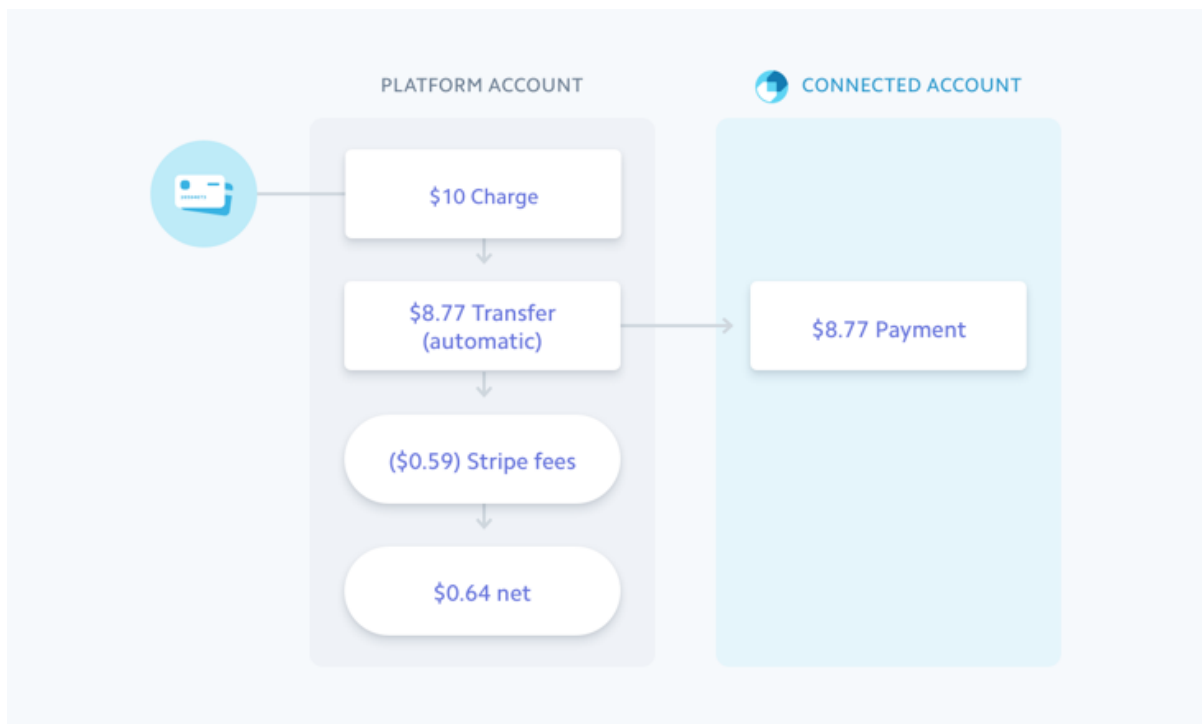 PLATFORM ACCOUNT
CONNECTED ACCOUNT
$10 Charge
$8.77 Transfer
(automatic)
$8.77 Payment
($0.59) Stripe fees
$0.64 net